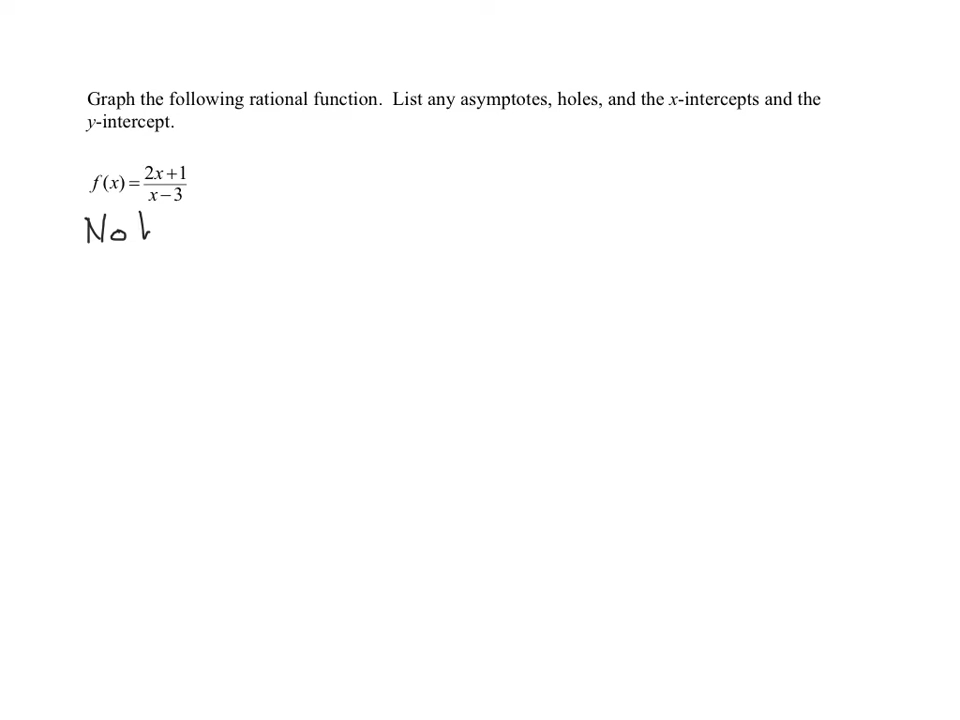 Graph the following rational function. List any asymptotes, holes, and the x-intercepts and the
y-intercept.
f(x) = (2x+1)/(x−3)
No